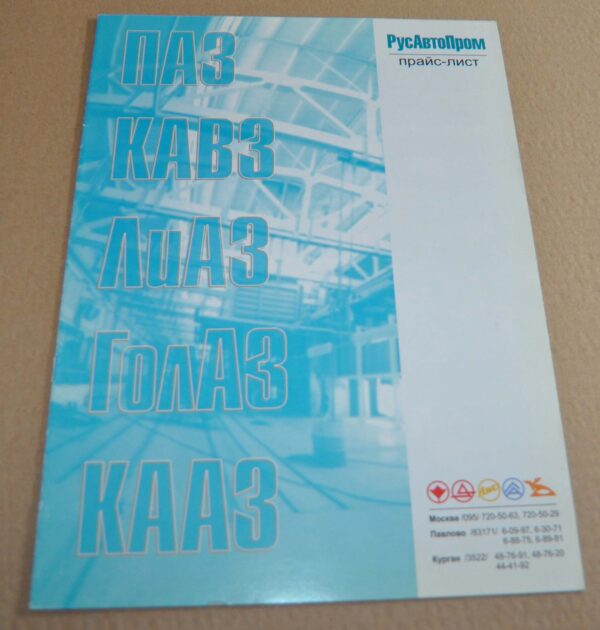 ПАЗ
КАВЗ
ЛиАЗ
ГолАЗ
КААЗ
РусАвтоПром
прайс-лист
Москва /095/ 720-50-63, 720-50-29
Павлово /83171/ 6-09-97, 6-30-71
6-88-75, 6-89-81
Курган /3522/ 48-76-91, 48-76-20
44-41-92